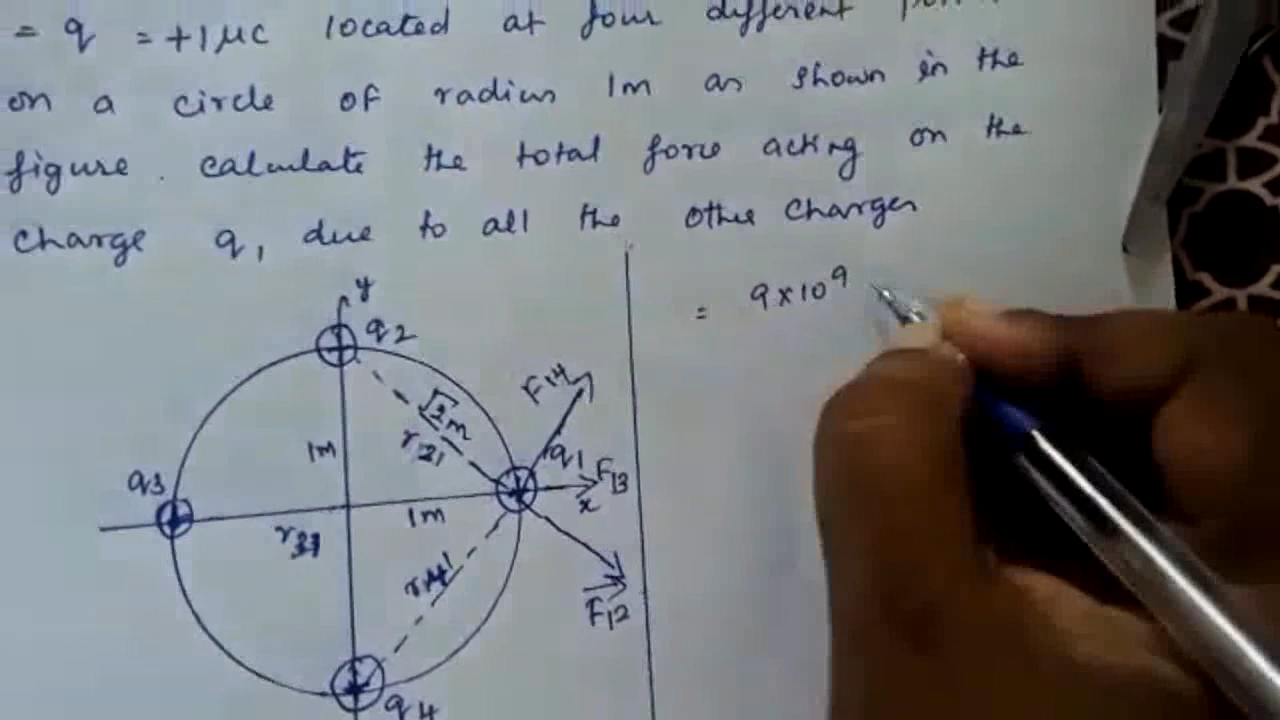 = q = +1μc located at four different
on a circle of radius 1m as shown in the
figure. calculate the total force acking on the
charge q, due to all the other charges
y
q2
= 9×10⁹
F14
√2m
r21
q1
1m
F13
q3
x
1m
r31
r41
F12
q4